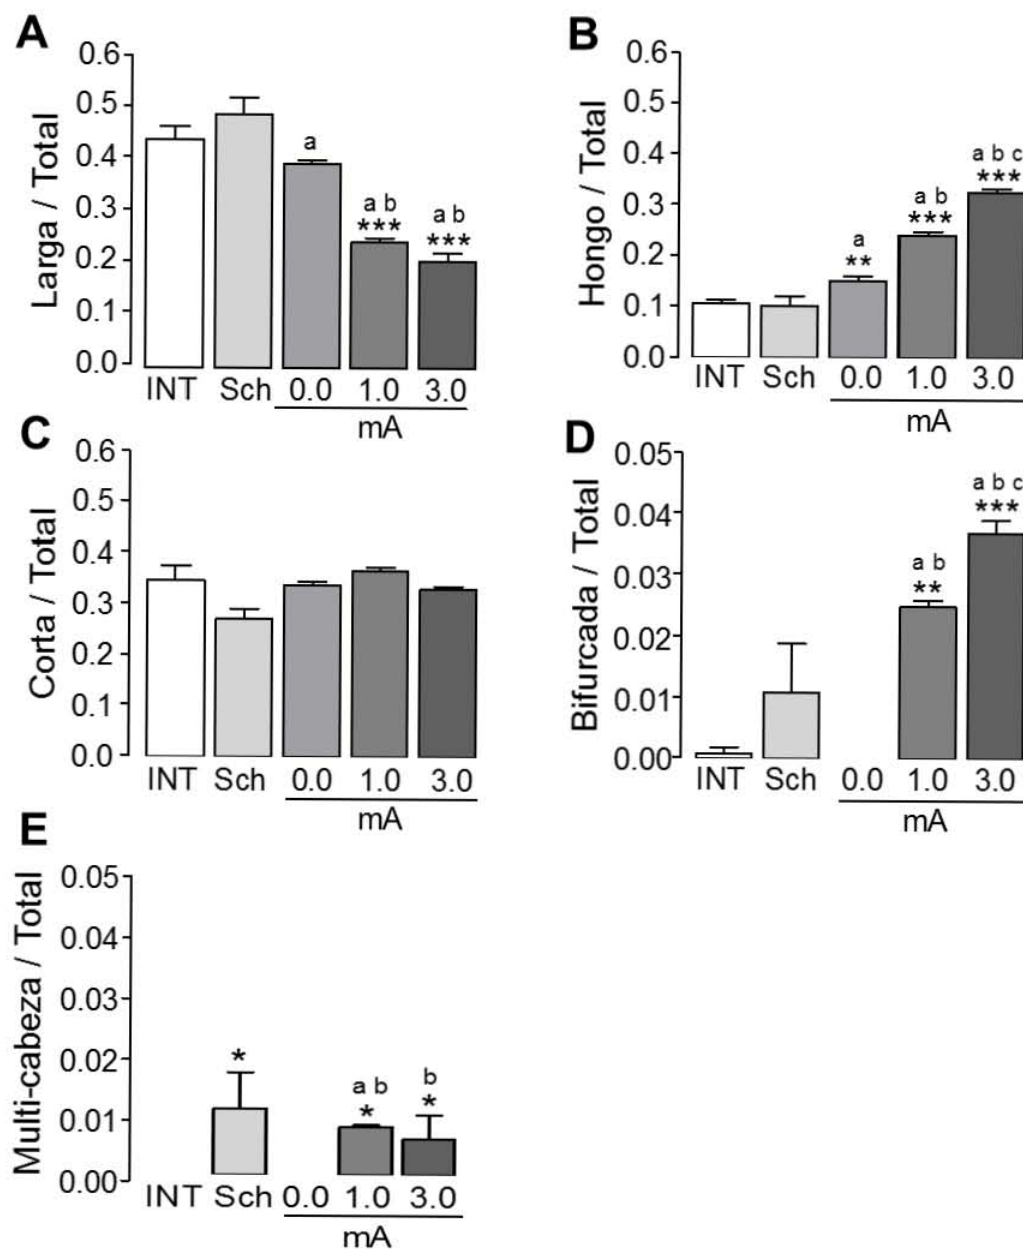 A
0.6
0.5
0.4
0.3
0.2
0.1
0.0
Larga / Total
a
a b
***
a b
***
INT Sch 0.0 1.0 3.0
mA
B
0.6
0.5
0.4
0.3
0.2
0.1
0.0
Hongo / Total
a
**
a b
***
a b c
***
INT Sch 0.0 1.0 3.0
mA
C
0.6
0.5
0.4
0.3
0.2
0.1
0.0
Corta / Total
INT Sch 0.0 1.0 3.0
mA
D
0.05
0.04
0.03
0.02
0.01
0.00
Bifurcada / Total
a b
**
a b c
***
INT Sch 0.0 1.0 3.0
mA
E
0.05
0.04
0.03
0.02
0.01
0.00
Multi-cabeza / Total
*
a b
*
b
*
INT Sch 0.0 1.0 3.0
mA